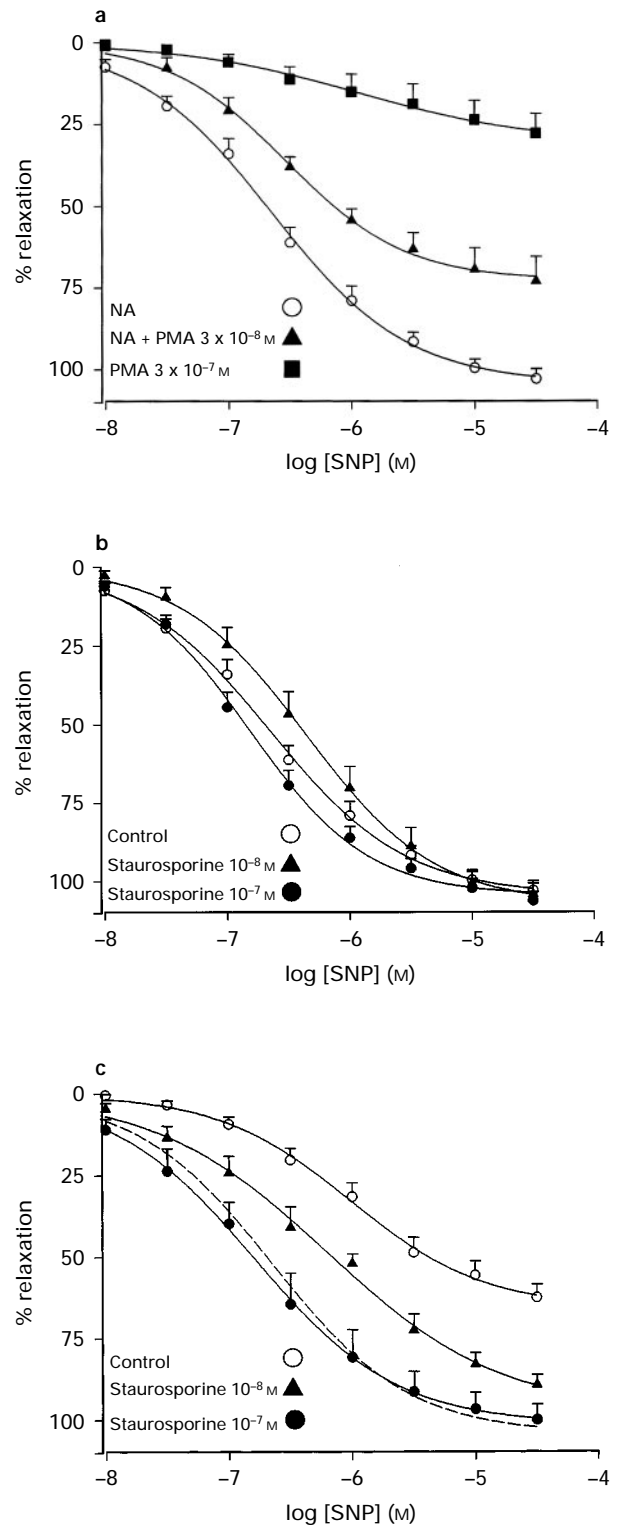 a
0
25
50
75
100
% relaxation
NA
NA + PMA 3 x 10⁻⁸ M
PMA 3 x 10⁻⁷ M
−8 −7 −6 −5 −4
log [SNP] (M)
b
0
25
50
75
100
% relaxation
Control
Staurosporine 10⁻⁸ M
Staurosporine 10⁻⁷ M
−8 −7 −6 −5 −4
log [SNP] (M)
c
0
25
50
75
100
% relaxation
Control
Staurosporine 10⁻⁸ M
Staurosporine 10⁻⁷ M
−8 −7 −6 −5 −4
log [SNP] (M)